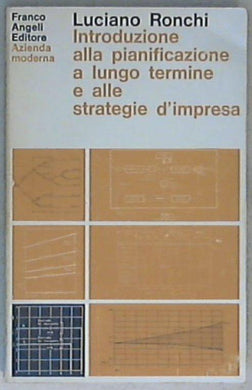 Franco
Angeli
Editore
Azienda
moderna
Luciano Ronchi
Introduzione
alla pianificazione
a lungo termine
e alle
strategie d'impresa